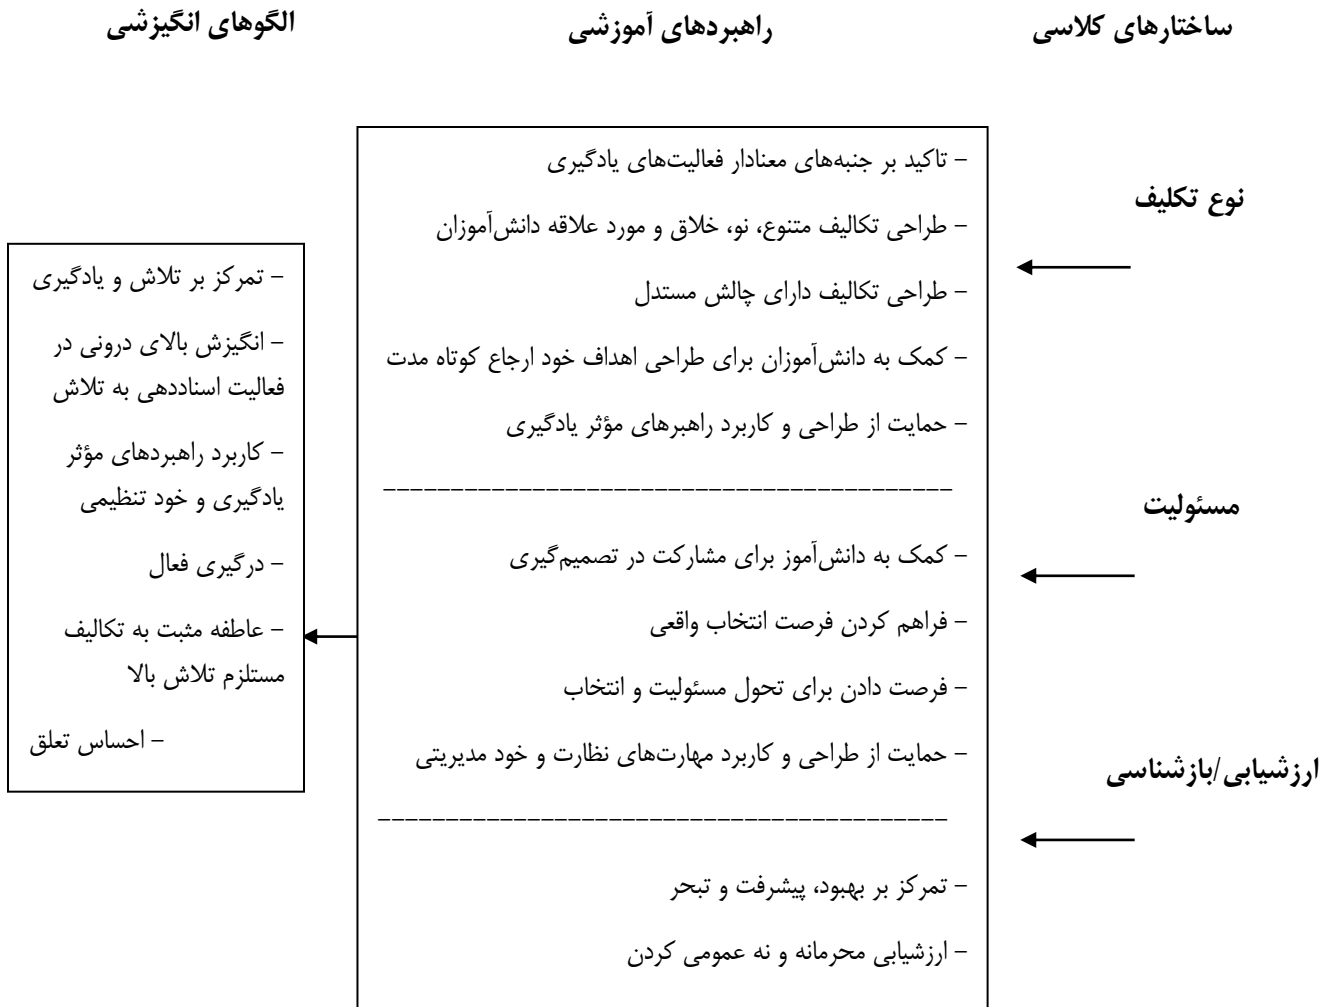 ساختارهای کلاسی
راهبردهای آموزشی
الگوهای انگیزشی
نوع تکلیف
مسئولیت
ارزشیابی/بازشناسی
– تاکید بر جنبه‌های معنادار فعالیت‌های یادگیری
– طراحی تکالیف متنوع، نو، خلاق و مورد علاقه دانش‌آموزان
– طراحی تکالیف دارای چالش مستدل
– کمک به دانش‌آموزان برای طراحی اهداف خود ارجاع کوتاه مدت
– حمایت از طراحی و کاربرد راهبرهای مؤثر یادگیری
– کمک به دانش‌آموز برای مشارکت در تصمیم‌گیری
– فراهم کردن فرصت انتخاب واقعی
– فرصت دادن برای تحول مسئولیت و انتخاب
– حمایت از طراحی و کاربرد مهارت‌های نظارت و خود مدیریتی
– تمرکز بر بهبود، پیشرفت و تبحر
– ارزشیابی محرمانه و نه عمومی کردن
– تمرکز بر تلاش و یادگیری
– انگیزش بالای درونی در
فعالیت اسناددهی به تلاش
– کاربرد راهبردهای مؤثر
یادگیری و خود تنظیمی
– درگیری فعال
– عاطفه مثبت به تکالیف
مستلزم تلاش بالا
– احساس تعلق